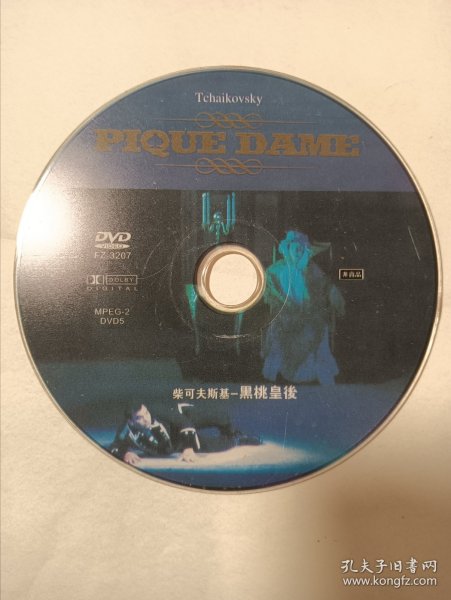 Tchaikovsky
PIQUE DAME
DVD
VIDEO
FZ-3207
DOLBY
DIGITAL
MPEG-2
DVD5
非商品
柴可夫斯基-黑桃皇後
孔夫子旧书网
www.kongfz.com